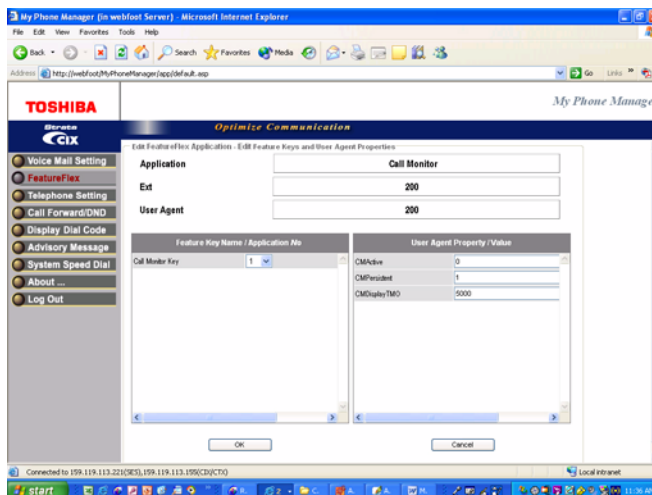 My Phone Manager (in webfoot Server) - Microsoft Internet Explorer
File Edit View Favorites Tools Help
Back Search Favorites Media
Address http://webfoot/MyPhoneManager/app/default.asp Go Links »
TOSHIBA
My Phone Manage
Strata
CIX
Optimize Communication
Voice Mail Setting
FeatureFlex
Telephone Setting
Call Forward/DND
Display Dial Code
Advisory Message
System Speed Dial
About ...
Log Out
Edit FeatureFlex Application - Edit Feature Keys and User Agent Properties
Application Call Monitor
Ext 200
User Agent 200
Feature Key Name / Application No
Call Monitor Key 1
User Agent Property / Value
CMActive 0
CMPersistent 1
CMDisplayTMO 5000
OK Cancel
Connected to 159.119.113.221(SES),159.119.113.155(CD)(CTX) Local intranet
start 11:36 AM